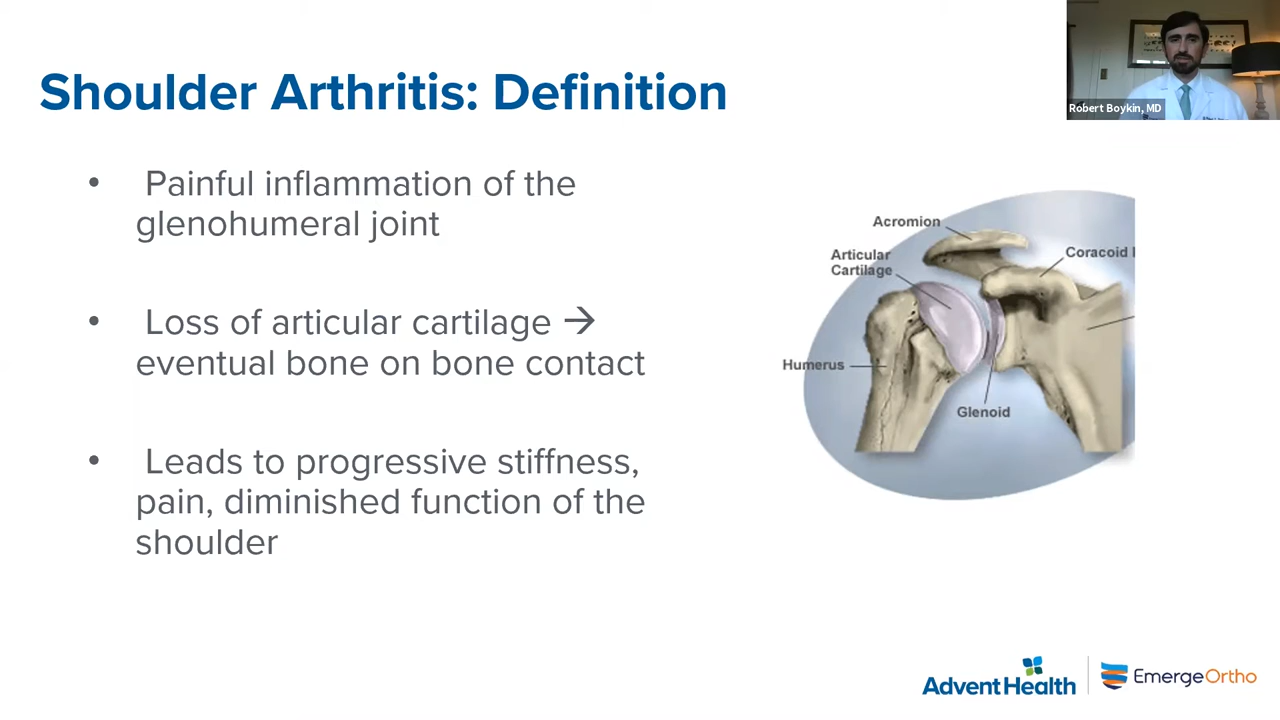 Shoulder Arthritis: Definition
Robert Boykin, MD
• Painful inflammation of the
glenohumeral joint
• Loss of articular cartilage →
eventual bone on bone contact
• Leads to progressive stiffness,
pain, diminished function of the
shoulder
Acromion
Articular
Cartilage
Coracoid
Humerus
Glenoid
AdventHealth
EmergeOrtho